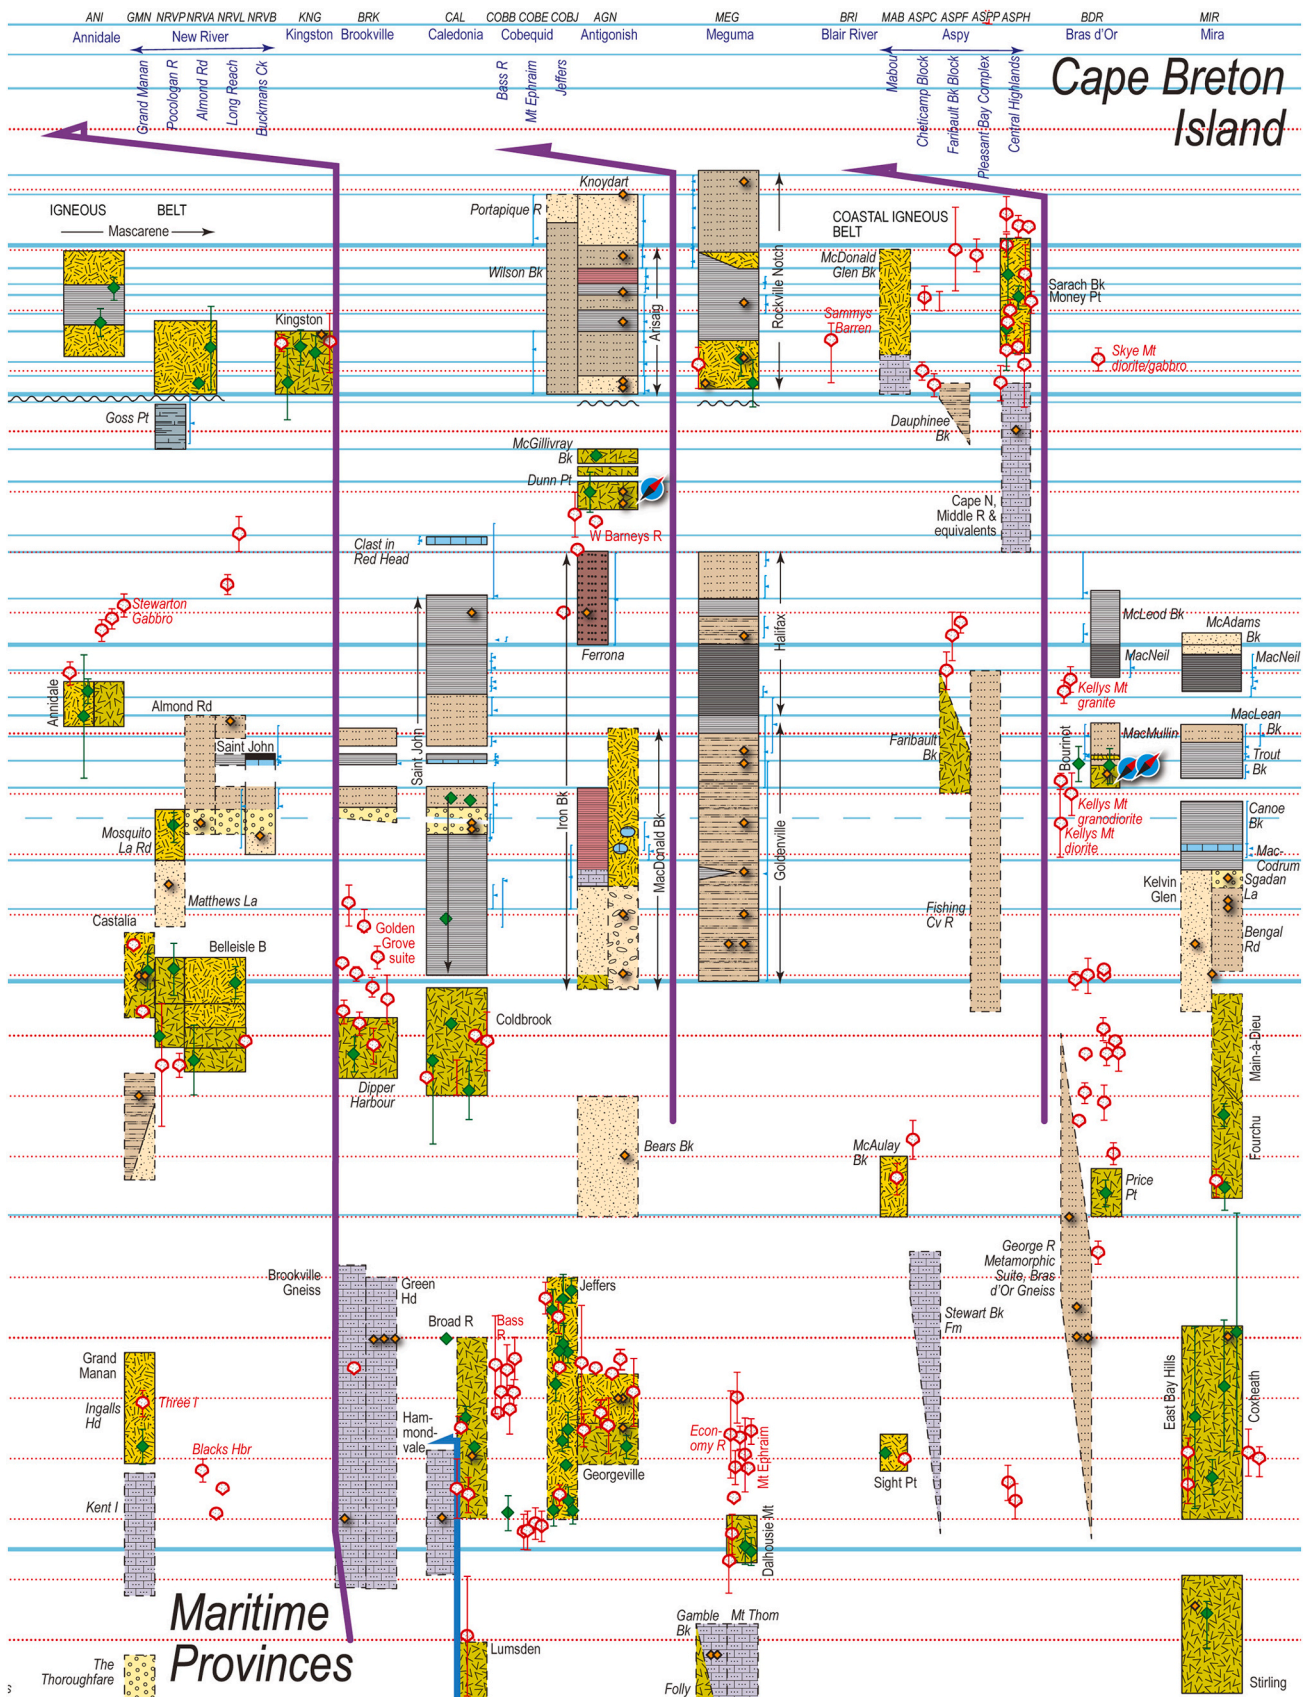 ANI GMN NRVP NRVA NRVL NRVB KNG BRK CAL COBB COBE COBJ AGN MEG BRI MAB ASPC ASPF ASPP ASPH BDR MIR
Annidale New River Kingston Brookville Caledonia Cobequid Antigonish Meguma Blair River Aspy Bras d'Or Mira
Grand Manan
Pocologan R
Almond Rd
Long Reach
Buckmans Ck
Bass R
Mt Ephraim
Jeffers
Mabou
Cheticamp Block
Faribault Bk Block
Pleasant Bay Complex
Central Highlands
Cape Breton
Island
IGNEOUS BELT
Mascarene
Knoydart
Portapique R
Wilson Bk
Arisaig
Rockville Notch
COASTAL IGNEOUS
BELT
McDonald
Glen Bk
Sammys
Barren
Sarach Bk
Money Pt
Skye Mt
diorite/gabbro
Kingston
Goss Pt
McGillivray
Bk
Dunn Pt
W Barneys R
Dauphinee
Bk
Cape N,
Middle R &
equivalents
Clast in
Red Head
Stewarton
Gabbro
Ferrona
Halifax
McLeod Bk
MacNeil
McAdams
Bk
MacNeil
Kellys Mt
granite
Annidale
Almond Rd
Saint John
Saint John
Iron Bk
MacDonald Bk
Goldenville
Faribault
Bk
Bourinot
MacMullin
MacLean
Bk
Trout
Bk
Kellys Mt
granodiorite
Kellys Mt
diorite
Canoe
Bk
Mac-
Codrum
Mosquito
La Rd
Matthews La
Kelvin
Glen
Sgadan
La
Bengal
Rd
Castalia
Belleisle B
Golden
Grove
suite
Fishing
Cv R
Coldbrook
Dipper
Harbour
Main-à-Dieu
Fourchu
Bears Bk
McAulay
Bk
Price
Pt
George R
Metamorphic
Suite, Bras
d'Or Gneiss
Brookville
Gneiss
Green
Hd
Broad R
Bass
R
Jeffers
Stewart Bk
Fm
Grand
Manan
Ingalls
Hd
Three I
Blacks Hbr
Ham-
mond-
vale
Georgeville
Econ-
omy R
Mt Ephraim
Sight Pt
East Bay Hills
Coxheath
Kent I
Dalhousie Mt
Maritime
Provinces
Gamble
Bk
Mt Thom
Folly
Lumsden
The
Thoroughfare
Stirling
s